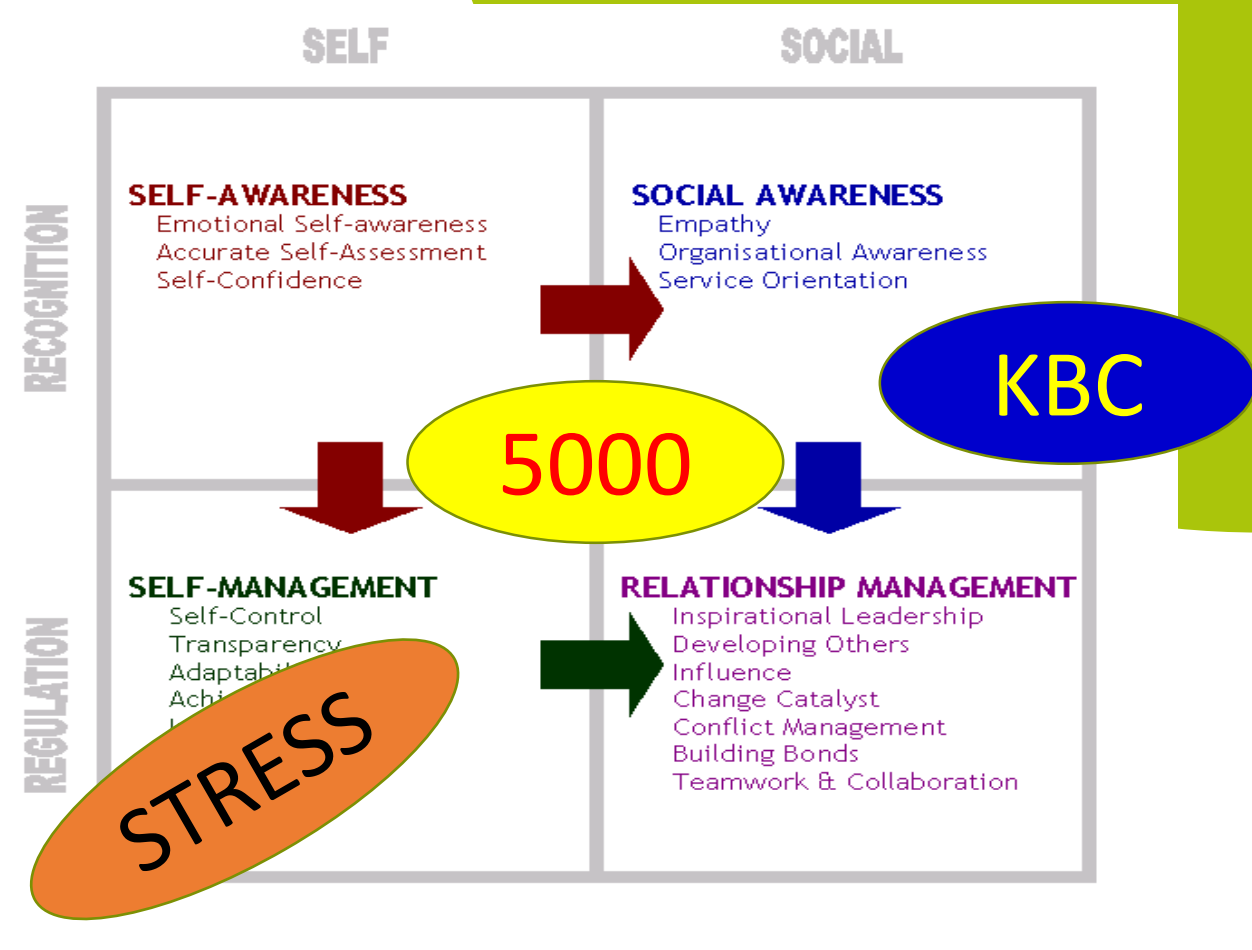 SELF
SOCIAL
RECOGNITION
SELF-AWARENESS
Emotional Self-awareness
Accurate Self-Assessment
Self-Confidence
SOCIAL AWARENESS
Empathy
Organisational Awareness
Service Orientation
KBC
5000
REGULATION
SELF-MANAGEMENT
Self-Control
Transparency
STRESS
RELATIONSHIP MANAGEMENT
Inspirational Leadership
Developing Others
Influence
Change Catalyst
Conflict Management
Building Bonds
Teamwork & Collaboration